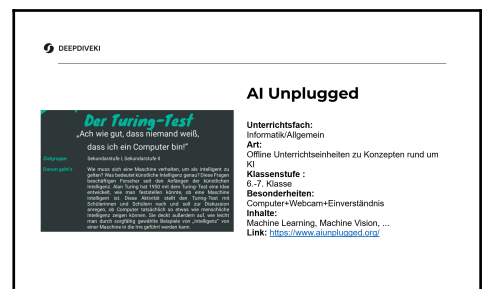 DEEPDIVEKI
AI Unplugged
Der Turing-Test
„Ach wie gut, dass niemand weiß,
dass ich ein Computer bin!"
Zielgruppe Sekundarstufe I, Sekundarstufe II
Darum geht's Wie muss sich eine Maschine verhalten, um als intelligent zu
gelten? Was bedeutet künstliche Intelligenz genau? Diese Fragen
beschäftigen Forscher seit den Anfängen der künstlichen
Intelligenz. Alan Turing hat 1950 mit dem Turing-Test eine Idee
entwickelt, wie man feststellen könnte, ob eine Maschine
intelligent ist. Diese Aktivität stellt den Turing-Test mit
Schülerinnen und Schülern nach und soll zur Diskussion
anregen, ob Computer tatsächlich so etwas wie menschliche
Intelligenz zeigen können. Sie deckt außerdem auf, wie leicht
man durch sorgfältig gewählte Beispiele von „Intelligenz" von
einer Maschine in die Irre geführt werden kann.
Unterrichtsfach:
Informatik/Allgemein
Art:
Offline Unterrichtseinheiten zu Konzepten rund um
KI
Klassenstufe :
6.-7. Klasse
Besonderheiten:
Computer+Webcam+Einverständnis
Inhalte:
Machine Learning, Machine Vision, ...
Link: https://www.aiunplugged.org/